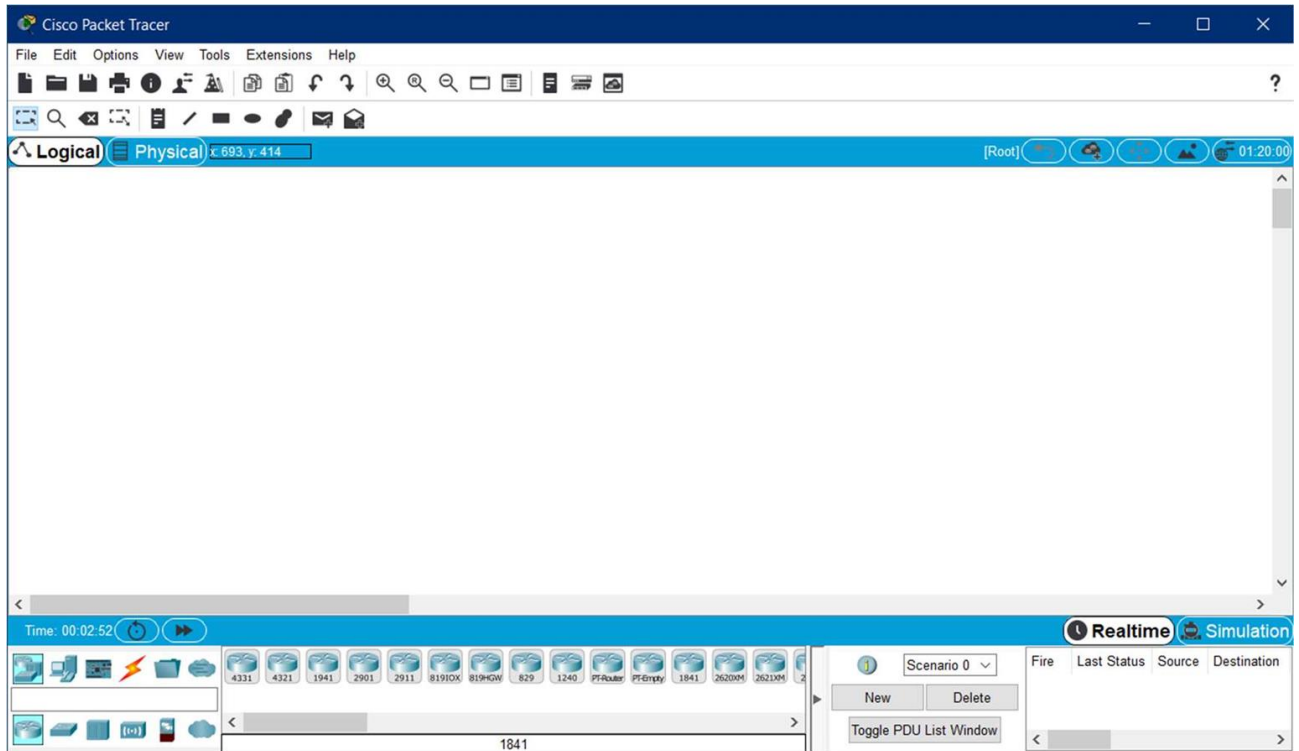 Cisco Packet Tracer
File Edit Options View Tools Extensions Help
?
Logical Physical x: 693, y: 414 [Root] 01:20:00
Time: 00:02:52 Realtime Simulation
4331 4321 1941 2901 2911 819IOX 819HGW 829 1240 PT-Router PT-Empty 1841 2620XM 2621XM 2
Scenario 0
Fire Last Status Source Destination
New Delete
Toggle PDU List Window
1841